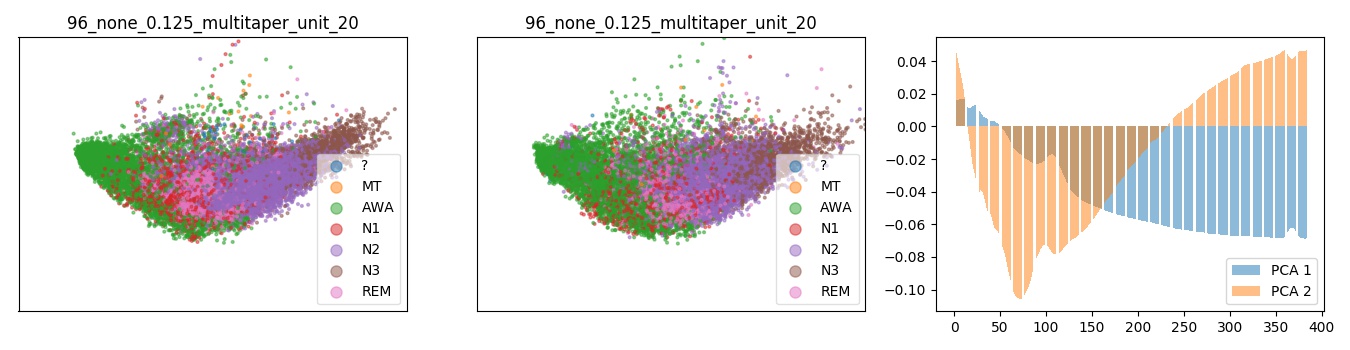 96_none_0.125_multitaper_unit_20
?
MT
AWA
N1
N2
N3
REM
96_none_0.125_multitaper_unit_20
?
MT
AWA
N1
N2
N3
REM
0.04
0.02
0.00
−0.02
−0.04
−0.06
−0.08
−0.10
0 50 100 150 200 250 300 350 400
PCA 1
PCA 2